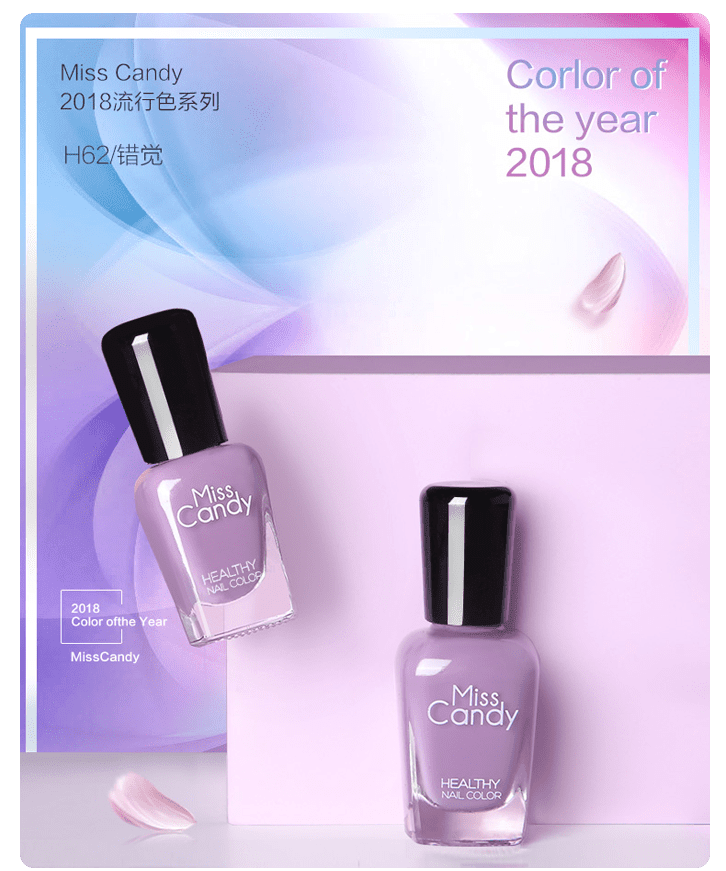 Miss Candy
2018流行色系列
H62/错觉
Corlor of
the year
2018
Miss
Candy
HEALTHY
NAIL COLOR
2018
Color ofthe Year
MissCandy
Miss
Candy
HEALTHY
NAIL COLOR